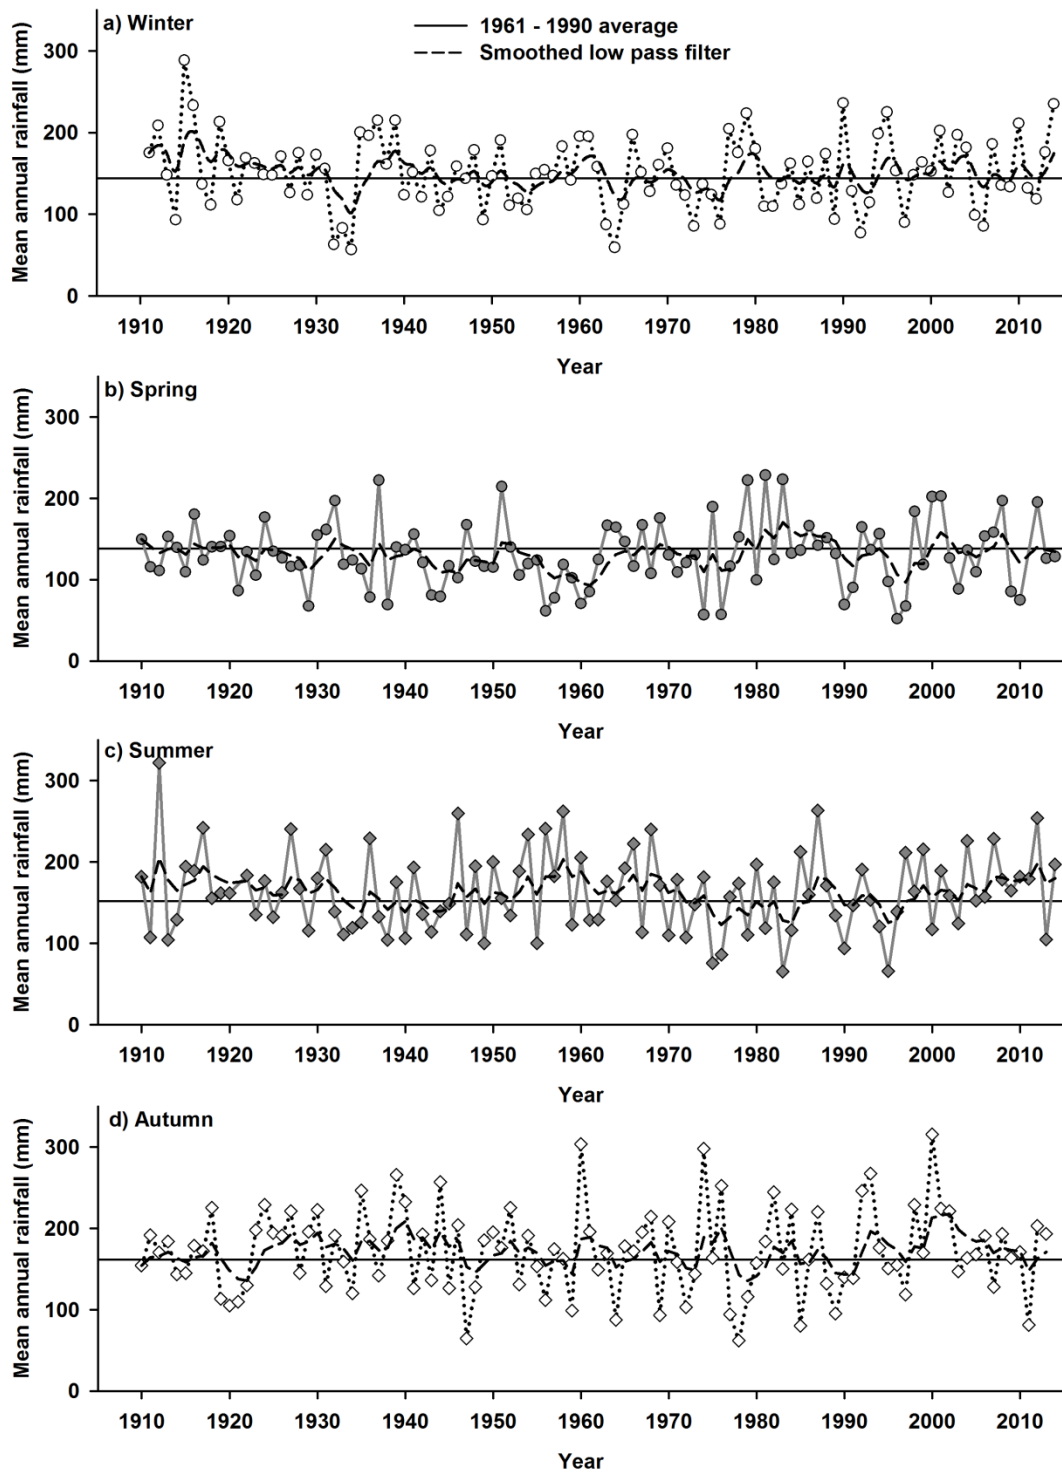 a) Winter
1961 - 1990 average
Smoothed low pass filter
Mean annual rainfall (mm)
300
200
100
0
1910 1920 1930 1940 1950 1960 1970 1980 1990 2000 2010
Year
b) Spring
Mean annual rainfall (mm)
300
200
100
0
1910 1920 1930 1940 1950 1960 1970 1980 1990 2000 2010
Year
c) Summer
Mean annual rainfall (mm)
300
200
100
0
1910 1920 1930 1940 1950 1960 1970 1980 1990 2000 2010
Year
d) Autumn
Mean annual rainfall (mm)
300
200
100
0
1910 1920 1930 1940 1950 1960 1970 1980 1990 2000 2010
Year